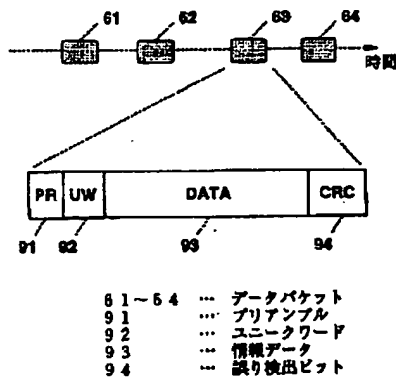 61 62 63 64
時間
PR UW DATA CRC
91 92 93 94
61~64 … データパケット
91 … プリアンブル
92 … ユニークワード
93 … 情報データ
94 …誤り検出ビット